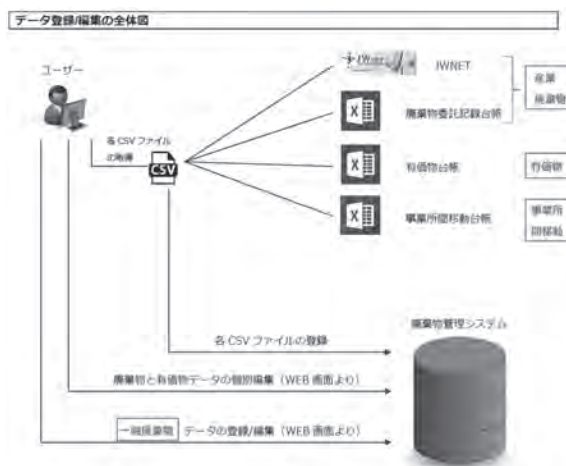 データ登録/編集の全体図
ユーザー
各CSVファイル
の取得
CSV
JWNET
廃棄物委託記録台帳
有価物台帳
事業所間移動台帳
産業
廃棄物
有価物
事業所
間移動
廃棄物管理システム
各CSVファイルの登録
廃棄物と有価物データの個別編集（WEB画面より）
一般廃棄物 データの登録/編集（WEB画面より）